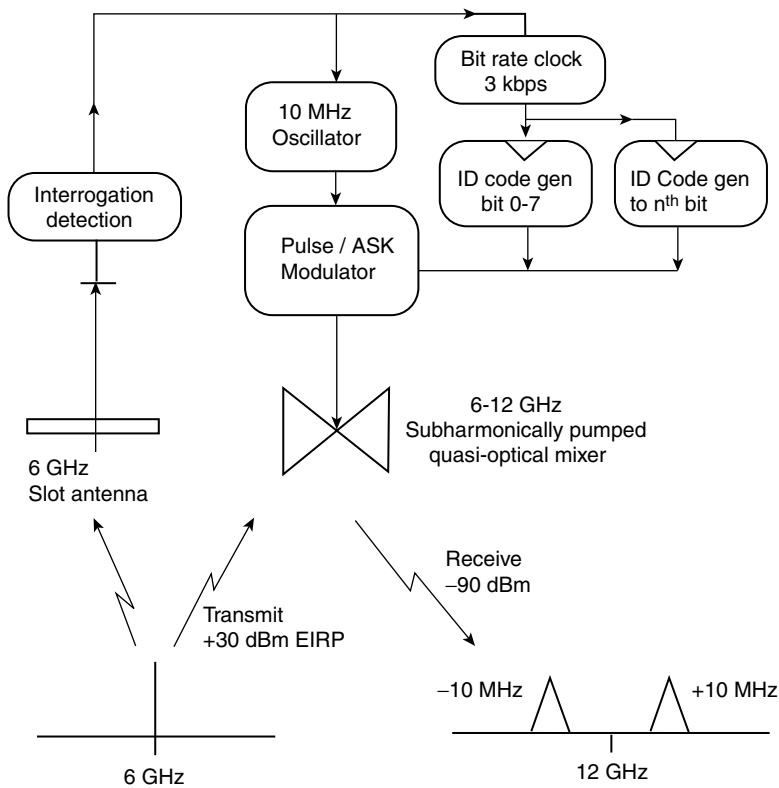 Bit rate clock
3 kbps
10 MHz
Oscillator
Interrogation
detection
ID code gen
bit 0-7
ID Code gen
to nth bit
Pulse / ASK
Modulator
6-12 GHz
Subharmonically pumped
quasi-optical mixer
6 GHz
Slot antenna
Receive
–90 dBm
Transmit
+30 dBm EIRP
–10 MHz
+10 MHz
6 GHz
12 GHz